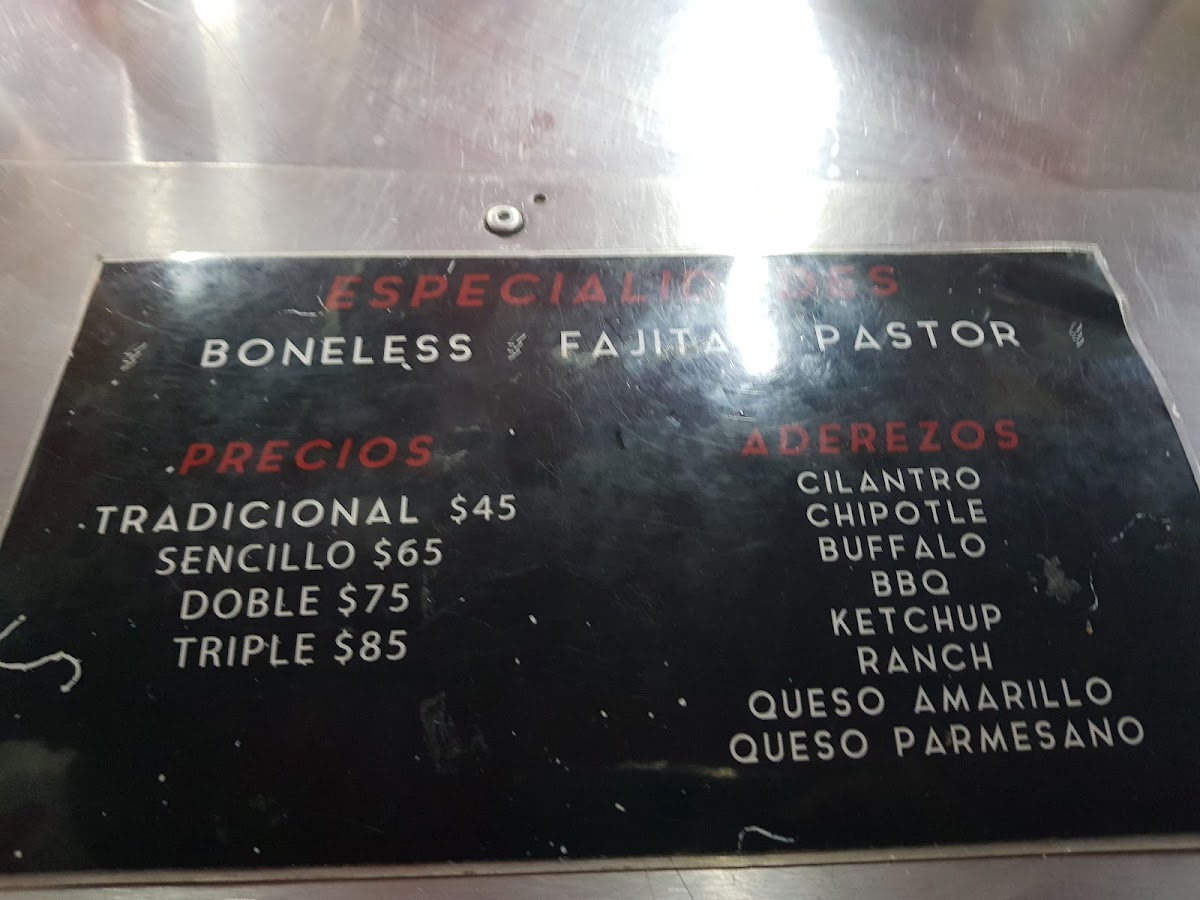 ESPECIALIDADES
BONELESS FAJITA PASTOR
PRECIOS
TRADICIONAL $45
SENCILLO $65
DOBLE $75
TRIPLE $85
ADEREZOS
CILANTRO
CHIPOTLE
BUFFALO
BBQ
KETCHUP
RANCH
QUESO AMARILLO
QUESO PARMESANO